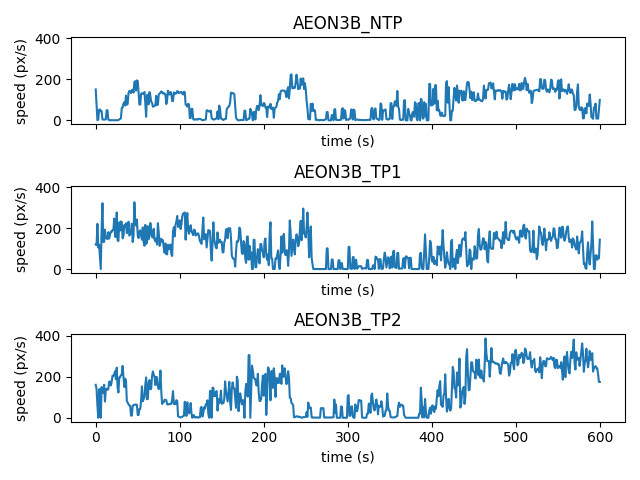 AEON3B_NTP
speed (px/s)
400
200
0
time (s)
AEON3B_TP1
speed (px/s)
400
200
0
time (s)
AEON3B_TP2
speed (px/s)
400
200
0
0 100 200 300 400 500 600
time (s)